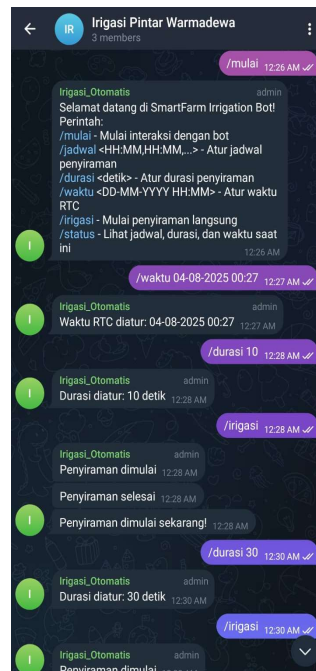 IR
Irigasi Pintar Warmadewa
3 members
/mulai 12:26 AM
Irigasi_Otomatis admin
Selamat datang di SmartFarm Irrigation Bot!
Perintah:
/mulai - Mulai interaksi dengan bot
/jadwal <HH:MM,HH:MM,...> - Atur jadwal
penyiraman
/durasi <detik> - Atur durasi penyiraman
/waktu <DD-MM-YYYY HH:MM> - Atur waktu
RTC
/irigasi - Mulai penyiraman langsung
/status - Lihat jadwal, durasi, dan waktu saat
ini 12:26 AM
I
/waktu 04-08-2025 00:27 12:27 AM
Irigasi_Otomatis admin
Waktu RTC diatur: 04-08-2025 00:27 12:27 AM
I
/durasi 10 12:28 AM
Irigasi_Otomatis admin
Durasi diatur: 10 detik 12:28 AM
I
/irigasi 12:28 AM
Irigasi_Otomatis admin
Penyiraman dimulai 12:28 AM
Penyiraman selesai 12:28 AM
Penyiraman dimulai sekarang! 12:28 AM
I
/durasi 30 12:30 AM
Irigasi_Otomatis admin
Durasi diatur: 30 detik 12:30 AM
I
/irigasi 12:30 AM
Irigasi_Otomatis admin
Penyiraman dimulai
I